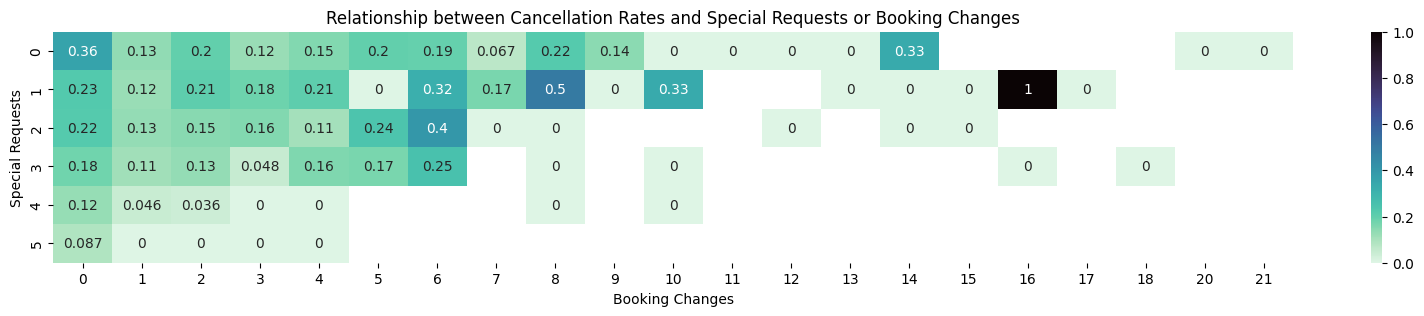 Relationship between Cancellation Rates and Special Requests or Booking Changes
0 0.36 0.13 0.2 0.12 0.15 0.2 0.19 0.067 0.22 0.14 0 0 0 0 0.33 0 0
1 0.23 0.12 0.21 0.18 0.21 0 0.32 0.17 0.5 0 0.33 0 0 0 1 0
2 0.22 0.13 0.15 0.16 0.11 0.24 0.4 0 0 0 0 0
3 0.18 0.11 0.13 0.048 0.16 0.17 0.25 0 0 0 0
4 0.12 0.046 0.036 0 0 0 0
5 0.087 0 0 0 0
Special Requests
0 1 2 3 4 5 6 7 8 9 10 11 12 13 14 15 16 17 18 20 21
Booking Changes
1.0
0.8
0.6
0.4
0.2
0.0